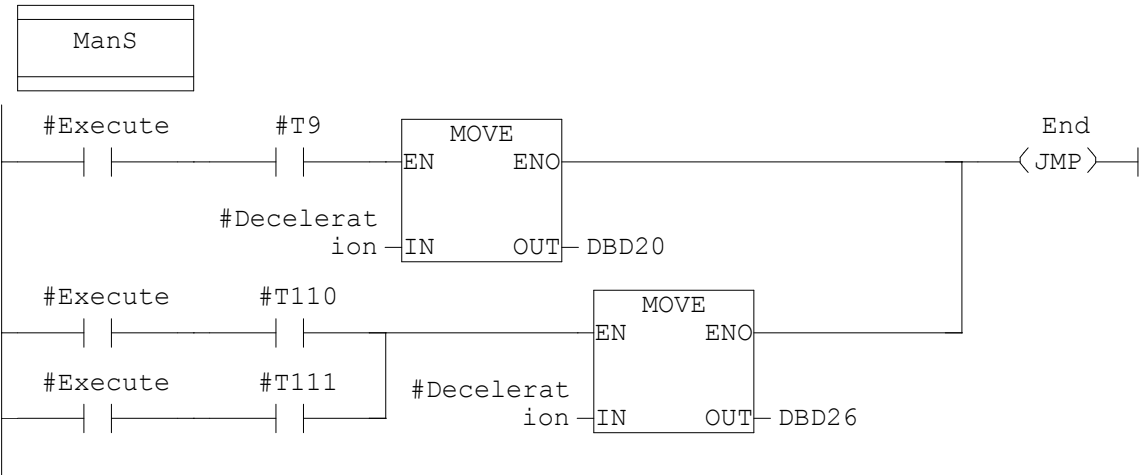 ManS
#Execute #T9 MOVE End
EN ENO JMP
#Decelerat
ion IN OUT DBD20
#Execute #T110 MOVE
EN ENO
#Execute #T111 #Decelerat
ion IN OUT DBD26